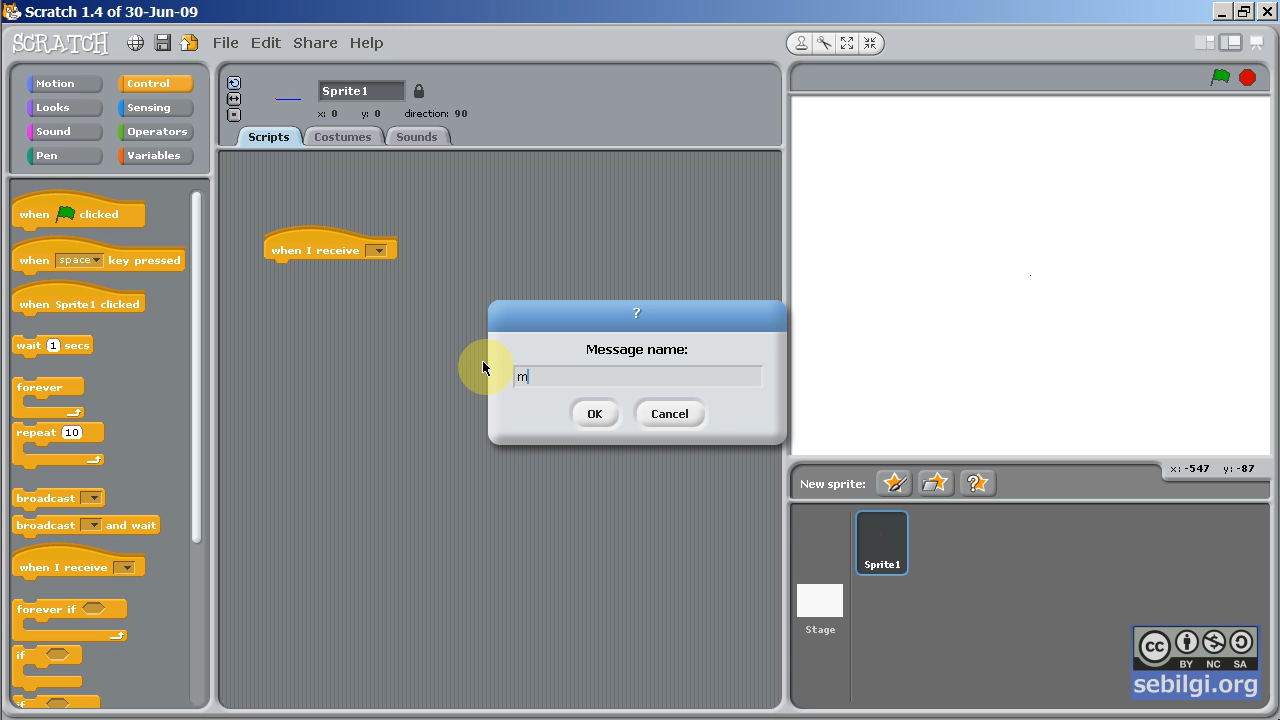 Scratch 1.4 of 30-Jun-09
SCRATCH File Edit Share Help
Motion Control
Looks Sensing
Sound Operators
Pen Variables
Sprite1
x: 0 y: 0 direction: 90
Scripts Costumes Sounds
when clicked
when space key pressed
when Sprite1 clicked
wait 1 secs
forever
repeat 10
broadcast
broadcast and wait
when I receive
forever if
if
if
when I receive
?
Message name:
m
OK Cancel
x: -547 y: -87
New sprite:
Sprite1
Stage
cc
BY NC SA
sebilgi.org